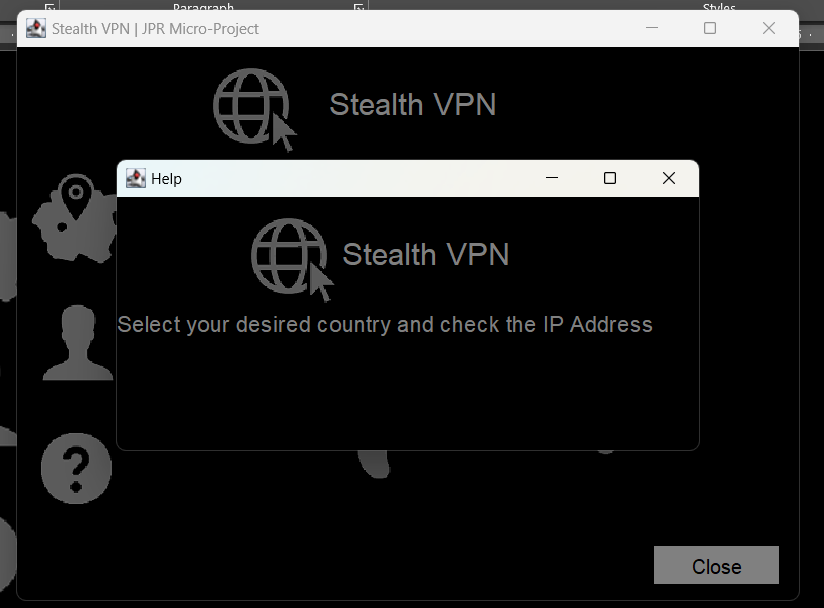 Paragraph
Styles
Stealth VPN | JPR Micro-Project
Stealth VPN
Help
Stealth VPN
Select your desired country and check the IP Address
?
Close